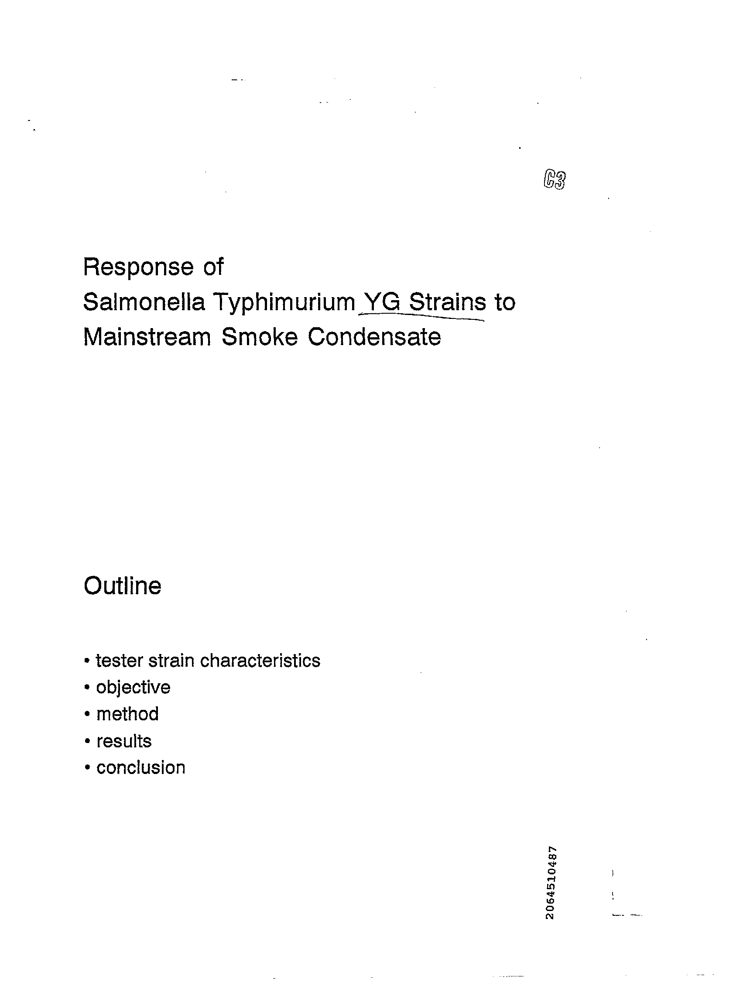 C3
Response of
Salmonella Typhimurium YG Strains to
Mainstream Smoke Condensate
Outline
• tester strain characteristics
• objective
• method
• results
• conclusion
2064510487